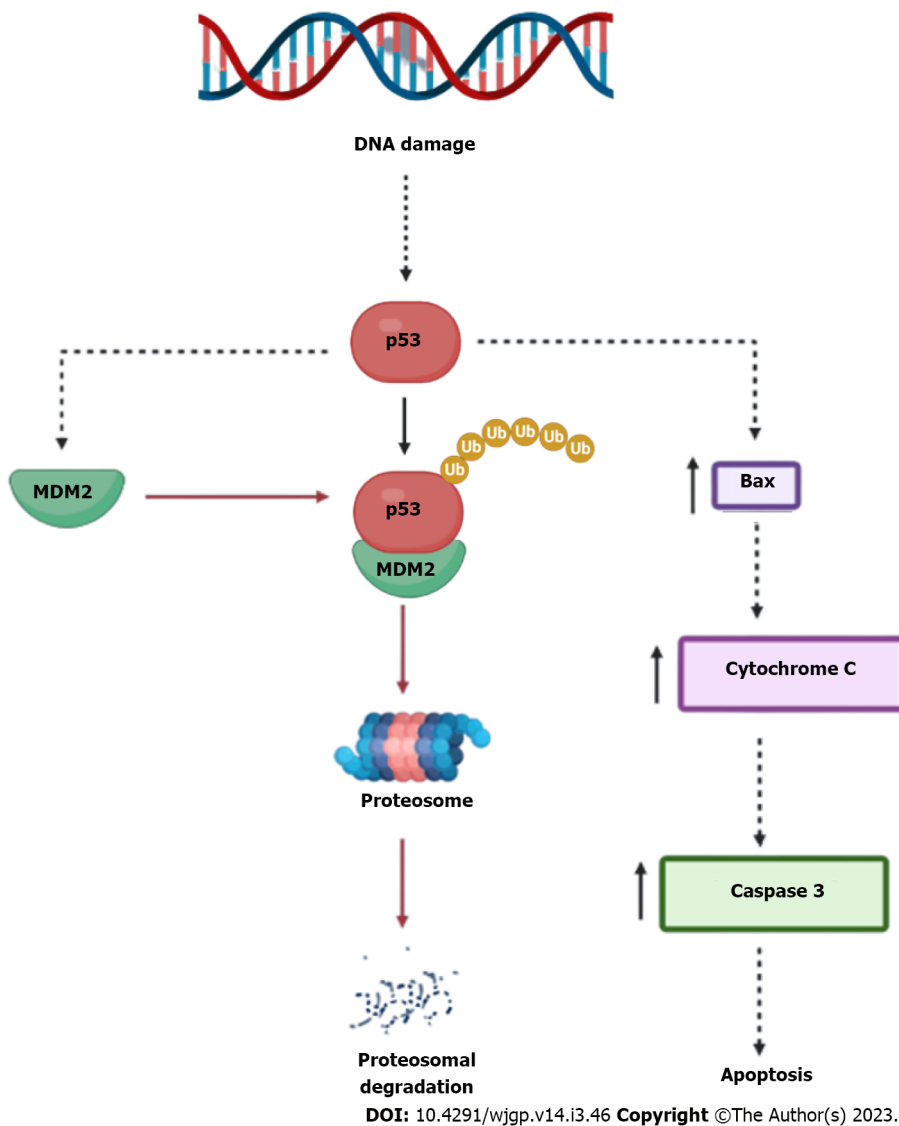 DNA damage
p53
Ub Ub Ub Ub Ub Ub
MDM2
p53
MDM2
Bax
Cytochrome C
Proteosome
Caspase 3
Proteosomal
degradation
Apoptosis
DOI: 10.4291/wjgp.v14.i3.46 Copyright ©The Author(s) 2023.